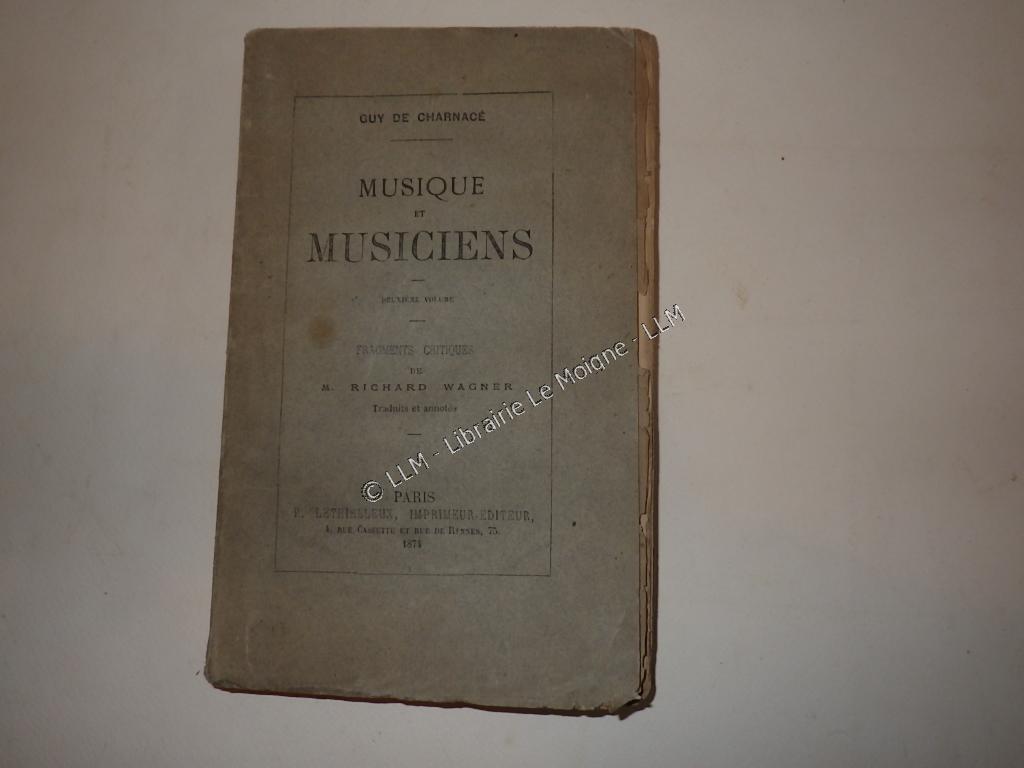 GUY DE CHARNACÉ
MUSIQUE
ET
MUSICIENS
DEUXIÈME VOLUME
FRAGMENTS CRITIQUES
DE
M. RICHARD WAGNER
Traduits et annotés
PARIS
P. LETHIELLEUX, IMPRIMEUR-ÉDITEUR,
4, RUE CASSETTE ET RUE DE RENNES, 75.
1874
© LLM - Librairie Le Moigne - LLM